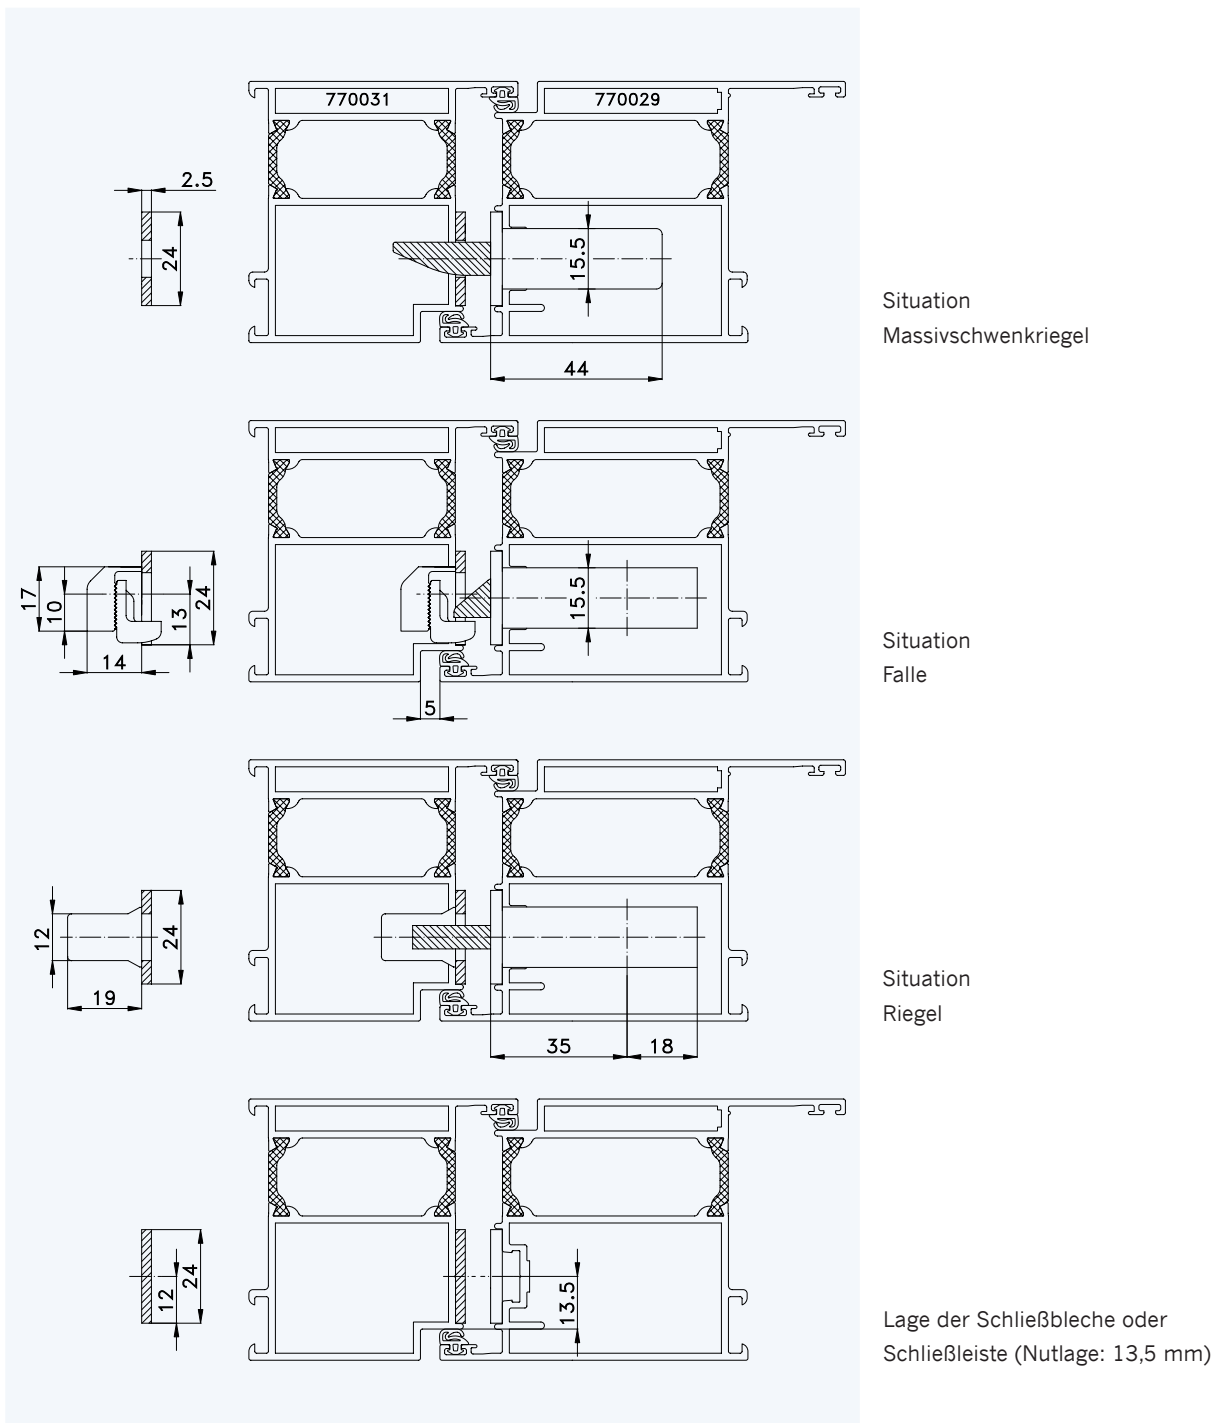 770031
770029
2.5
24
15.5
44
Situation
Massivschwenkriegel
17
10
13
24
14
15.5
5
Situation
Falle
12
24
19
35
18
Situation
Riegel
12
24
13.5
Lage der Schließbleche oder
Schließleiste (Nutlage: 13,5 mm)